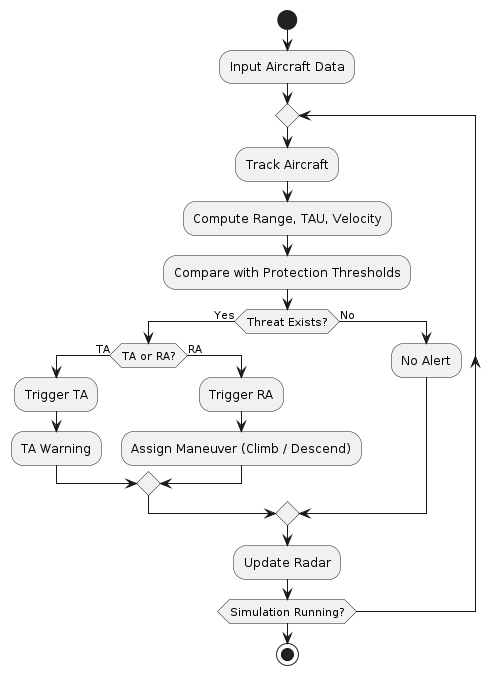 Input Aircraft Data
Track Aircraft
Compute Range, TAU, Velocity
Compare with Protection Thresholds
Yes
Threat Exists?
No
TA
TA or RA?
RA
No Alert
Trigger TA
Trigger RA
TA Warning
Assign Maneuver (Climb / Descend)
Update Radar
Simulation Running?